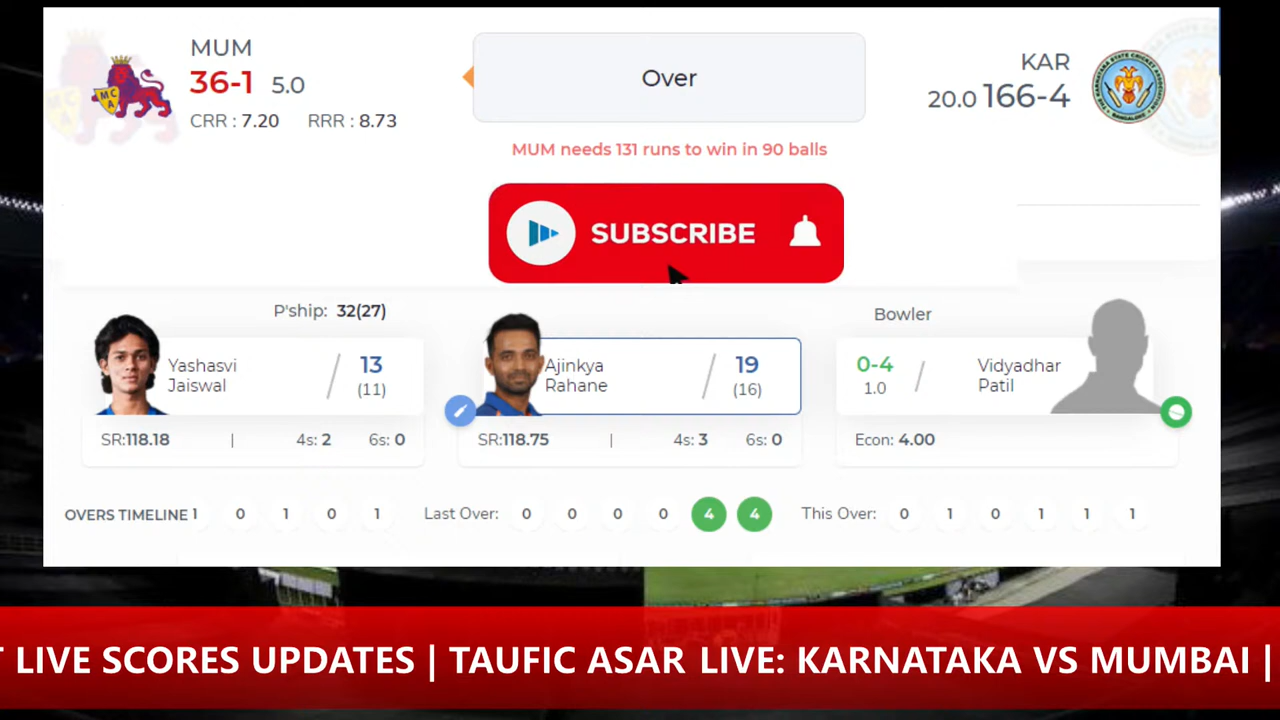 MUM
36-1 5.0
CRR : 7.20 RRR : 8.73
Over
MUM needs 131 runs to win in 90 balls
KAR
20.0 166-4
MCA
SUBSCRIBE
P'ship: 32(27)
Bowler
Yashasvi Jaiswal / 13 (11)
SR:118.18 | 4s: 2 6s: 0
Ajinkya Rahane / 19 (16)
SR:118.75 | 4s: 3 6s: 0
0-4 1.0 / Vidyadhar Patil
Econ: 4.00
OVERS TIMELINE 1 0 1 0 1 Last Over: 0 0 0 0 4 4 This Over: 0 1 0 1 1 1
LIVE SCORES UPDATES | TAUFIC ASAR LIVE: KARNATAKA VS MUMBAI |